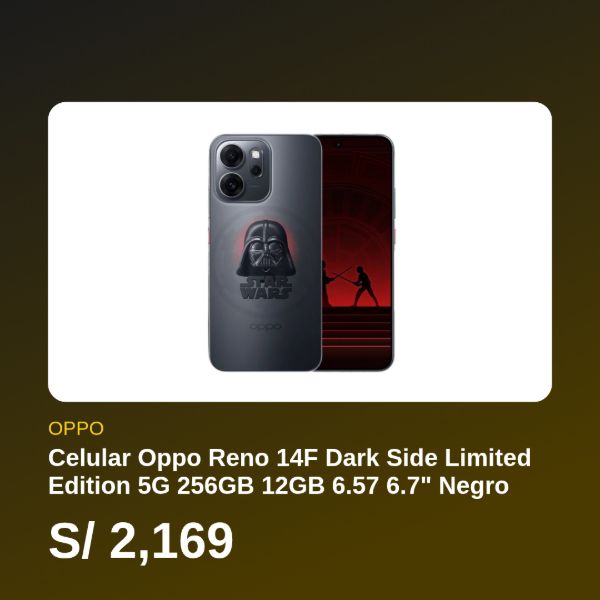 STAR
WARS
oppo
OPPO
Celular Oppo Reno 14F Dark Side Limited
Edition 5G 256GB 12GB 6.57 6.7" Negro
S/ 2,169